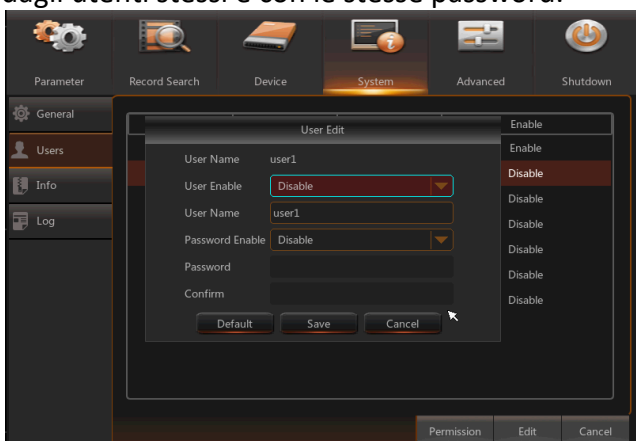 dagli utenti stessi e con le stesse password.
Parameter Record Search Device System Advanced Shutdown
General
Users
Info
Log
User Edit
User Name user1
User Enable Disable
User Name user1
Password Enable Disable
Password
Confirm
Default Save Cancel
Enable
Enable
Disable
Disable
Disable
Disable
Disable
Disable
Permission Edit Cancel